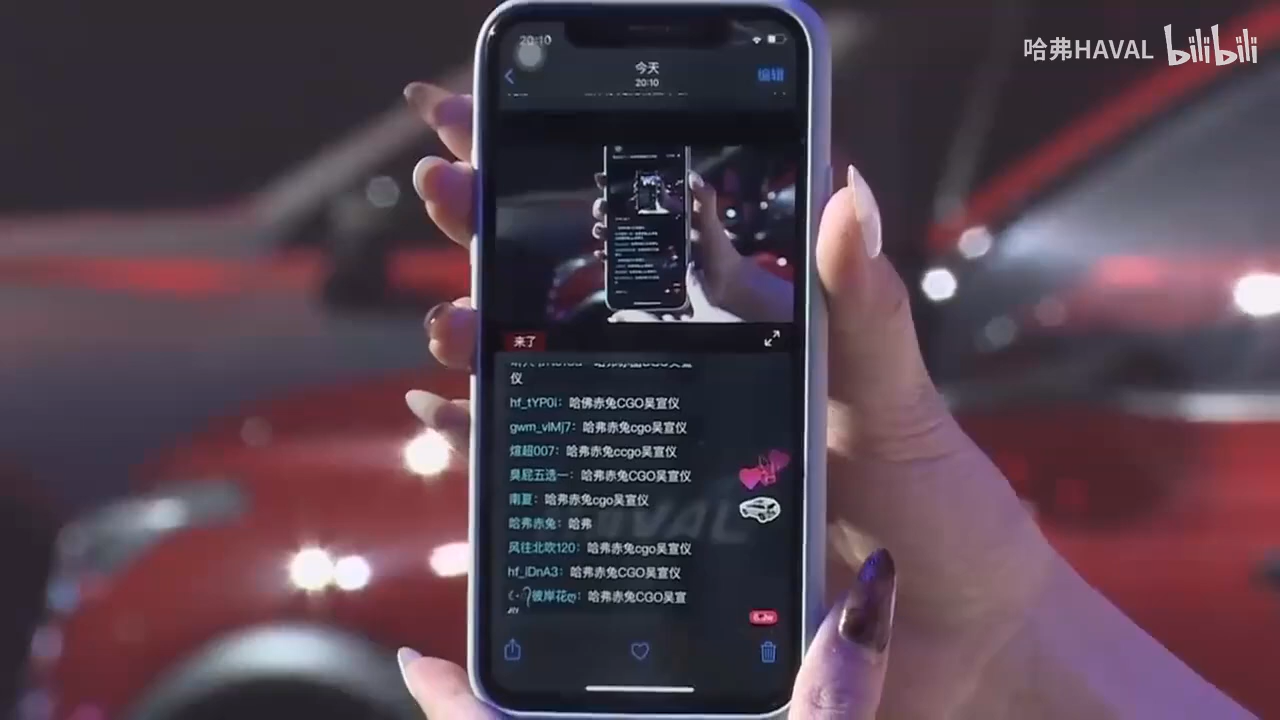 哈弗HAVAL bilibili
20:10
今天
20:10
编辑
来了
仪
hf_tYP0i：哈佛赤兔CGO吴宣仪
gwm_vlMj7：哈弗赤兔cgo吴宣仪
煊超007：哈弗赤兔ccgo吴宣仪
臭屁五选一：哈弗赤兔CGO吴宣仪
南夏：哈弗赤兔cgo吴宣仪
哈弗赤兔：哈弗
HAVAL
风往北吹120：哈弗赤兔cgo吴宣仪
hf_iDnA3：哈弗赤兔CGO吴宣仪
彼岸花ღ：哈弗赤兔CGO吴宣
仪